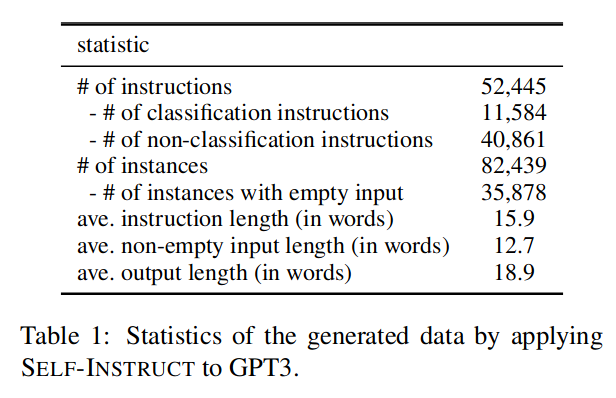 statistic
# of instructions 52,445
- # of classification instructions 11,584
- # of non-classification instructions 40,861
# of instances 82,439
- # of instances with empty input 35,878
ave. instruction length (in words) 15.9
ave. non-empty input length (in words) 12.7
ave. output length (in words) 18.9
Table 1: Statistics of the generated data by applying
SELF-INSTRUCT to GPT3.